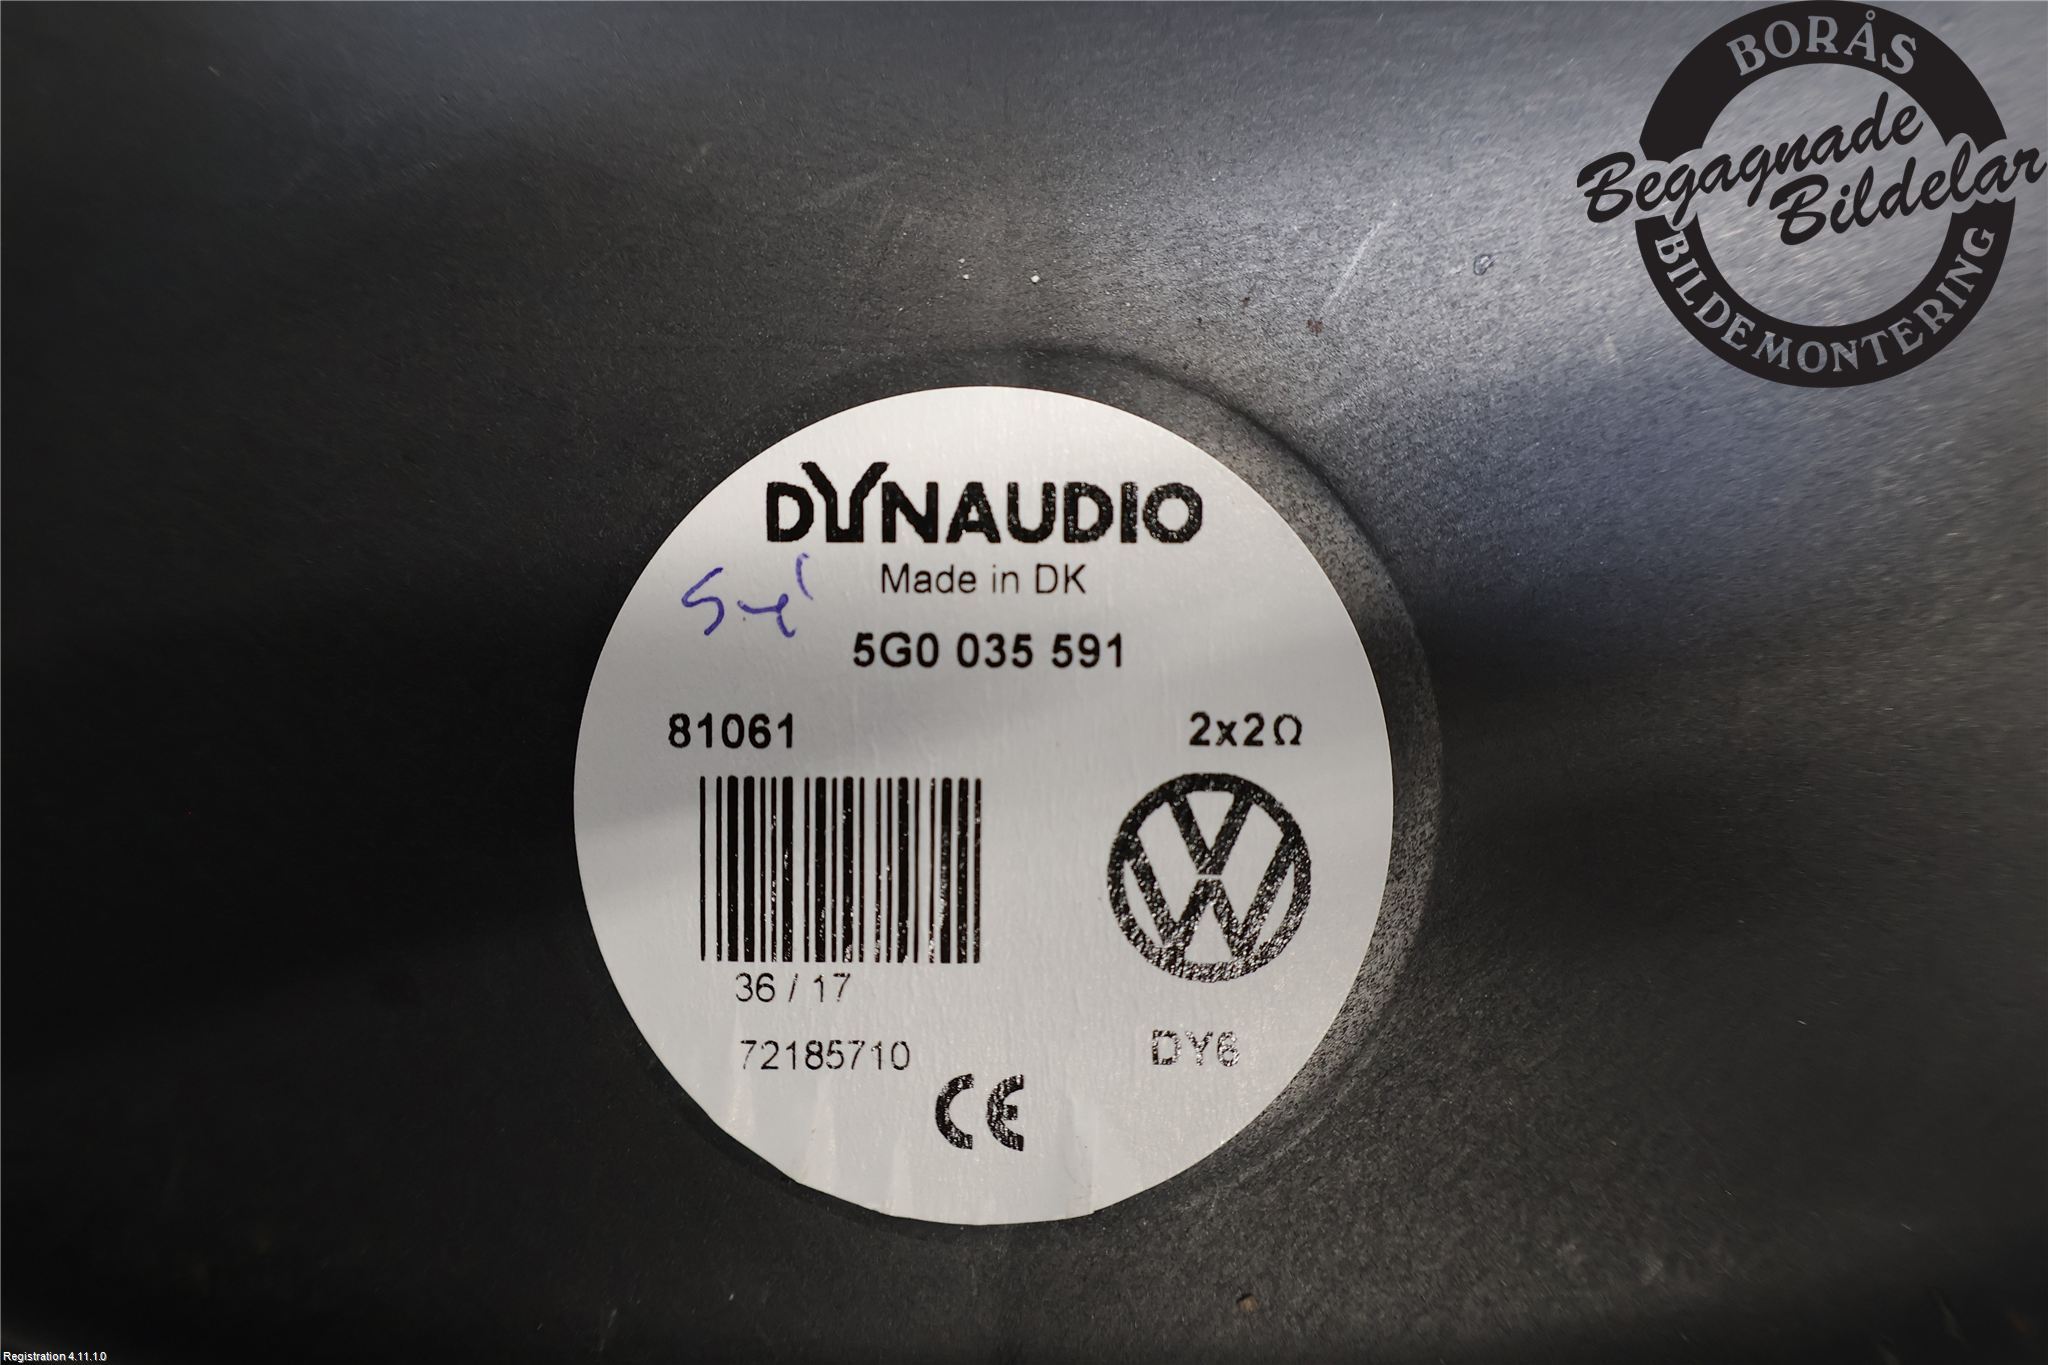 BORÅS
Begagnade
Bildelar
BILDEMONTERING
DYNAUDIO
Made in DK
5G0 035 591
81061
2x2Ω
36 / 17
72185710
DY6
CE
Registration 4.11.1.0